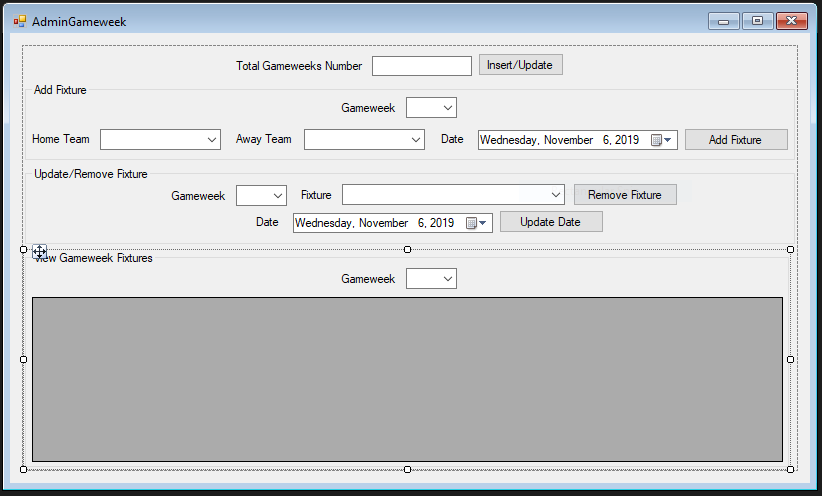 AdminGameweek
Total Gameweeks Number Insert/Update
Add Fixture
Gameweek
Home Team Away Team Date Wednesday, November 6, 2019 Add Fixture
Update/Remove Fixture
Gameweek Fixture Remove Fixture
Date Wednesday, November 6, 2019 Update Date
View Gameweek Fixtures
Gameweek